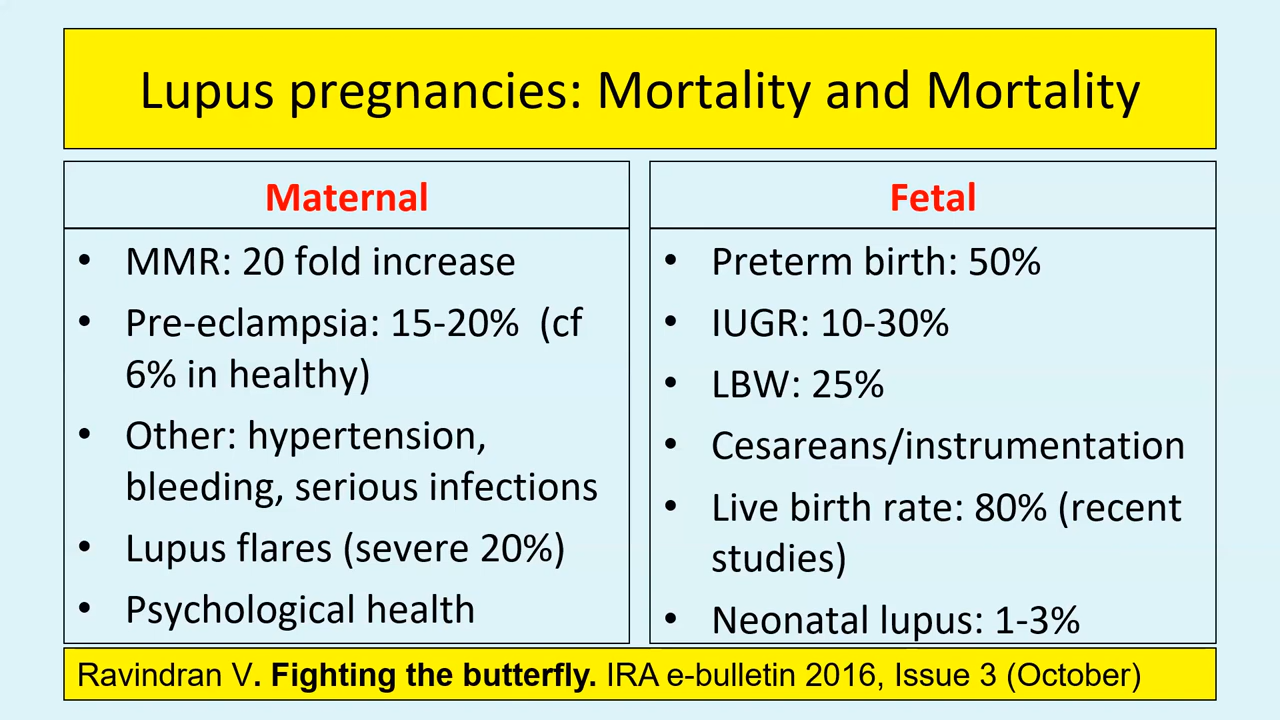 Lupus pregnancies: Mortality and Mortality
Maternal
• MMR: 20 fold increase
• Pre-eclampsia: 15-20% (cf
6% in healthy)
• Other: hypertension,
bleeding, serious infections
• Lupus flares (severe 20%)
• Psychological health
Fetal
• Preterm birth: 50%
• IUGR: 10-30%
• LBW: 25%
• Cesareans/instrumentation
• Live birth rate: 80% (recent
studies)
• Neonatal lupus: 1-3%
Ravindran V. Fighting the butterfly. IRA e-bulletin 2016, Issue 3 (October)